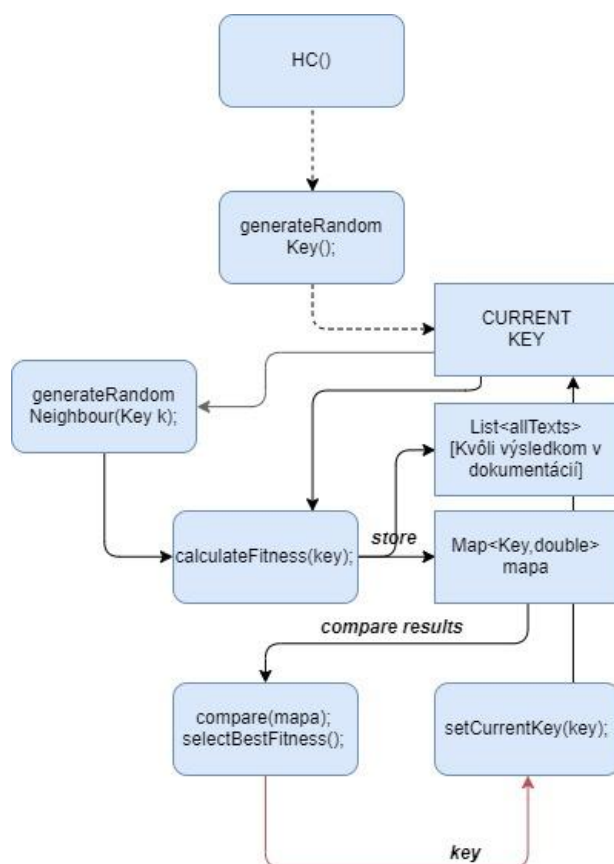 HC()
generateRandom
Key();
CURRENT
KEY
generateRandom
Neighbour(Key k);
List<allTexts>
[Kvôli výsledkom v
dokumentácií]
calculateFitness(key);
store
Map<Key,double>
mapa
compare results
compare(mapa);
selectBestFitness();
setCurrentKey(key);
key